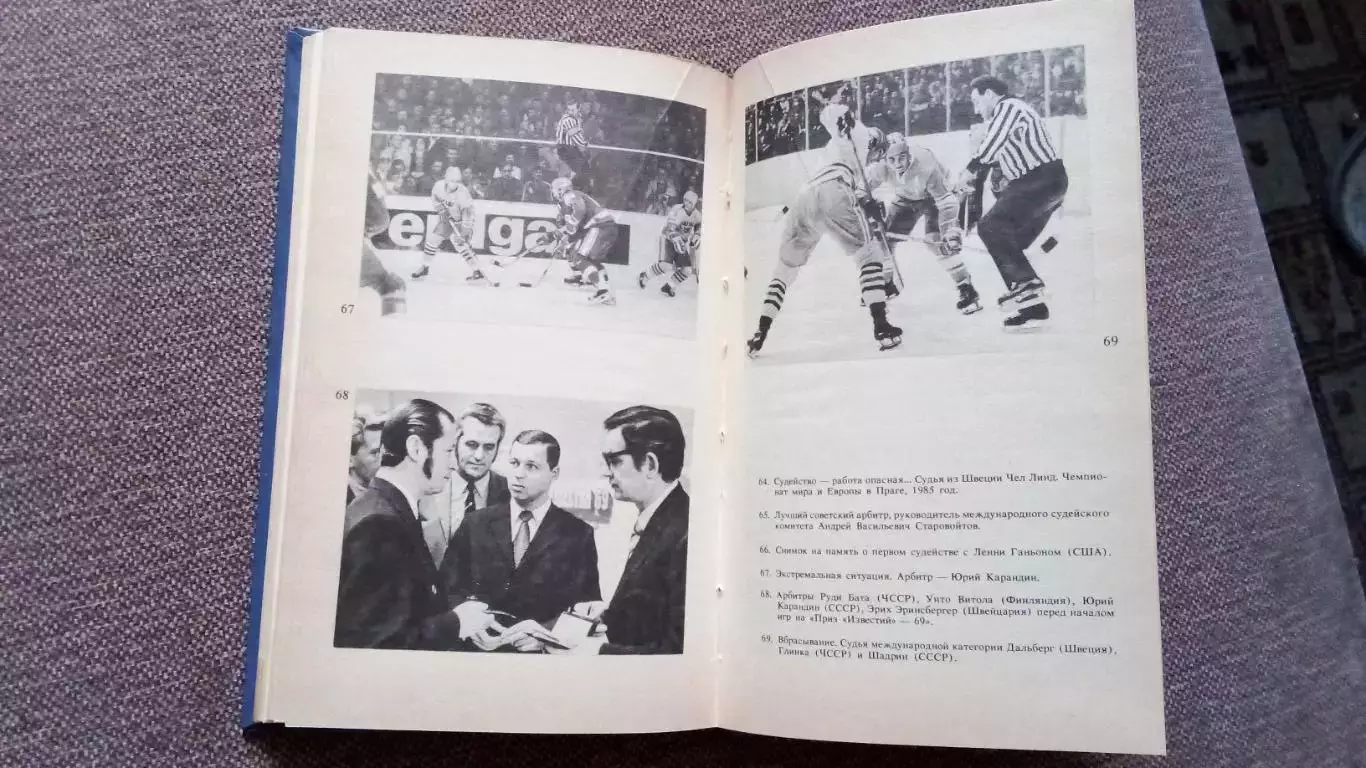 67
erdga
68
69
64. Судейство — работа опасная... Судья из Швеции Чел Линд. Чемпио-
нат мира и Европы в Праге, 1985 год.
65. Лучший советский арбитр, руководитель международного судейского
комитета Андрей Васильевич Старовойтов.
66. Снимок на память о первом судействе с Ленни Ганьоном (США).
67. Экстремальная ситуация. Арбитр — Юрий Карандин.
68. Арбитры Руди Бата (ЧССР), Унто Витола (Финляндия), Юрий
Карандин (СССР), Эрих Эринсбергер (Швейцария) перед началом
игр на «Приз «Известий» — 69».
69. Вбрасывание. Судья международной категории Дальберг (Швеция),
Глинка (ЧССР) и Шадрин (СССР).